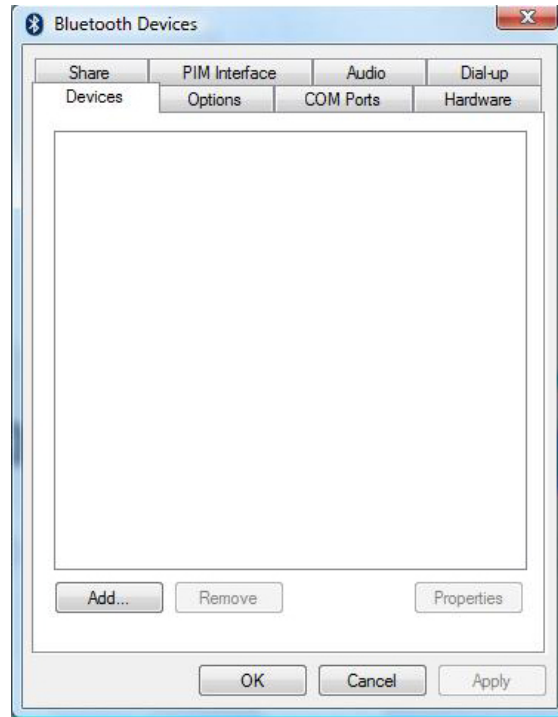 Bluetooth Devices
Share PIM Interface Audio Dial-up
Devices Options COM Ports Hardware
Add... Remove Properties
OK Cancel Apply